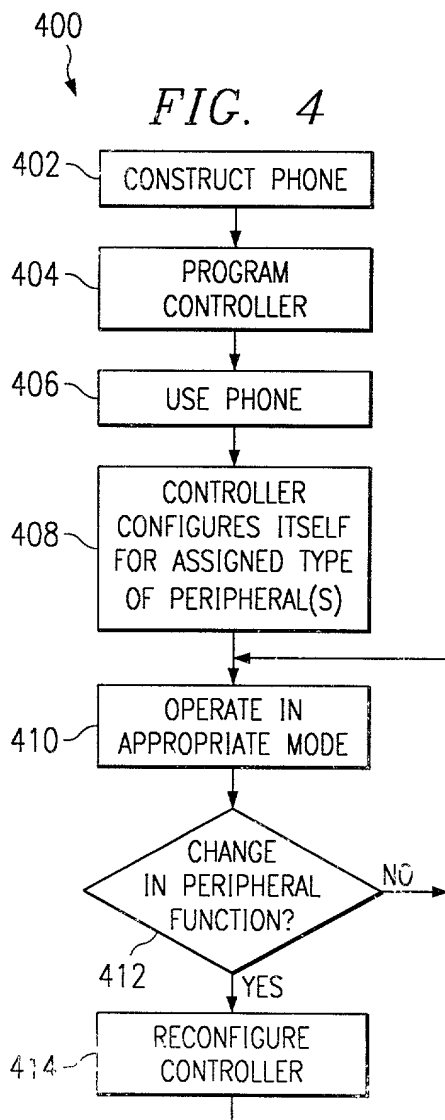 400
FIG. 4
402
CONSTRUCT PHONE
404
PROGRAM
CONTROLLER
406
USE PHONE
408
CONTROLLER
CONFIGURES ITSELF
FOR ASSIGNED TYPE
OF PERIPHERAL(S)
410
OPERATE IN
APPROPRIATE MODE
CHANGE
IN PERIPHERAL
FUNCTION?
NO
412
YES
414
RECONFIGURE
CONTROLLER